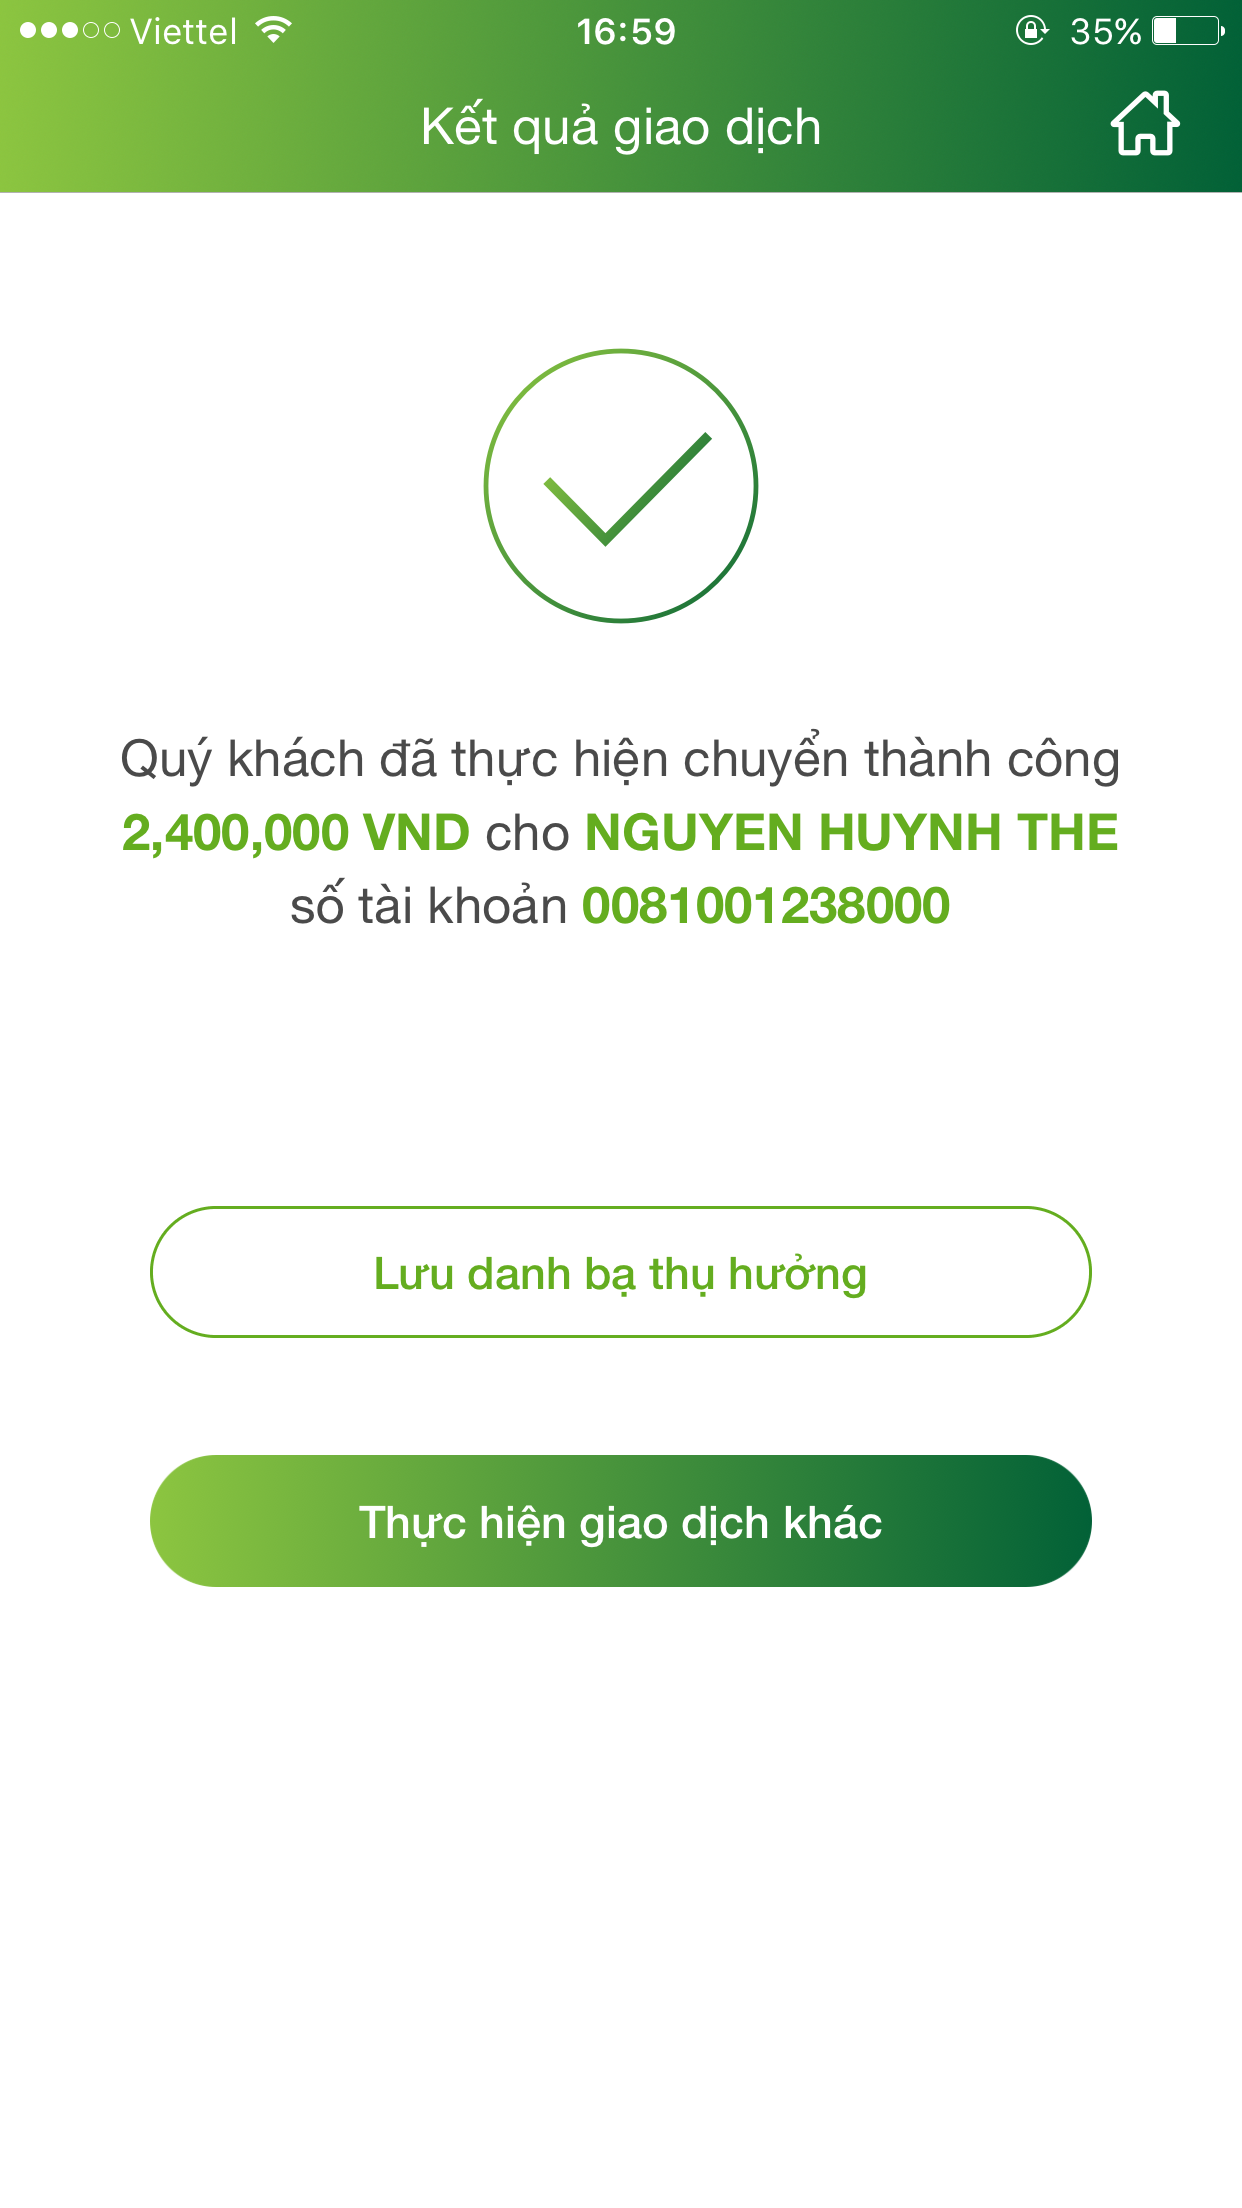 Viettel 16:59 35%
Kết quả giao dịch
Quý khách đã thực hiện chuyển thành công
2,400,000 VND cho NGUYEN HUYNH THE
số tài khoản 0081001238000
Lưu danh bạ thụ hưởng
Thực hiện giao dịch khác